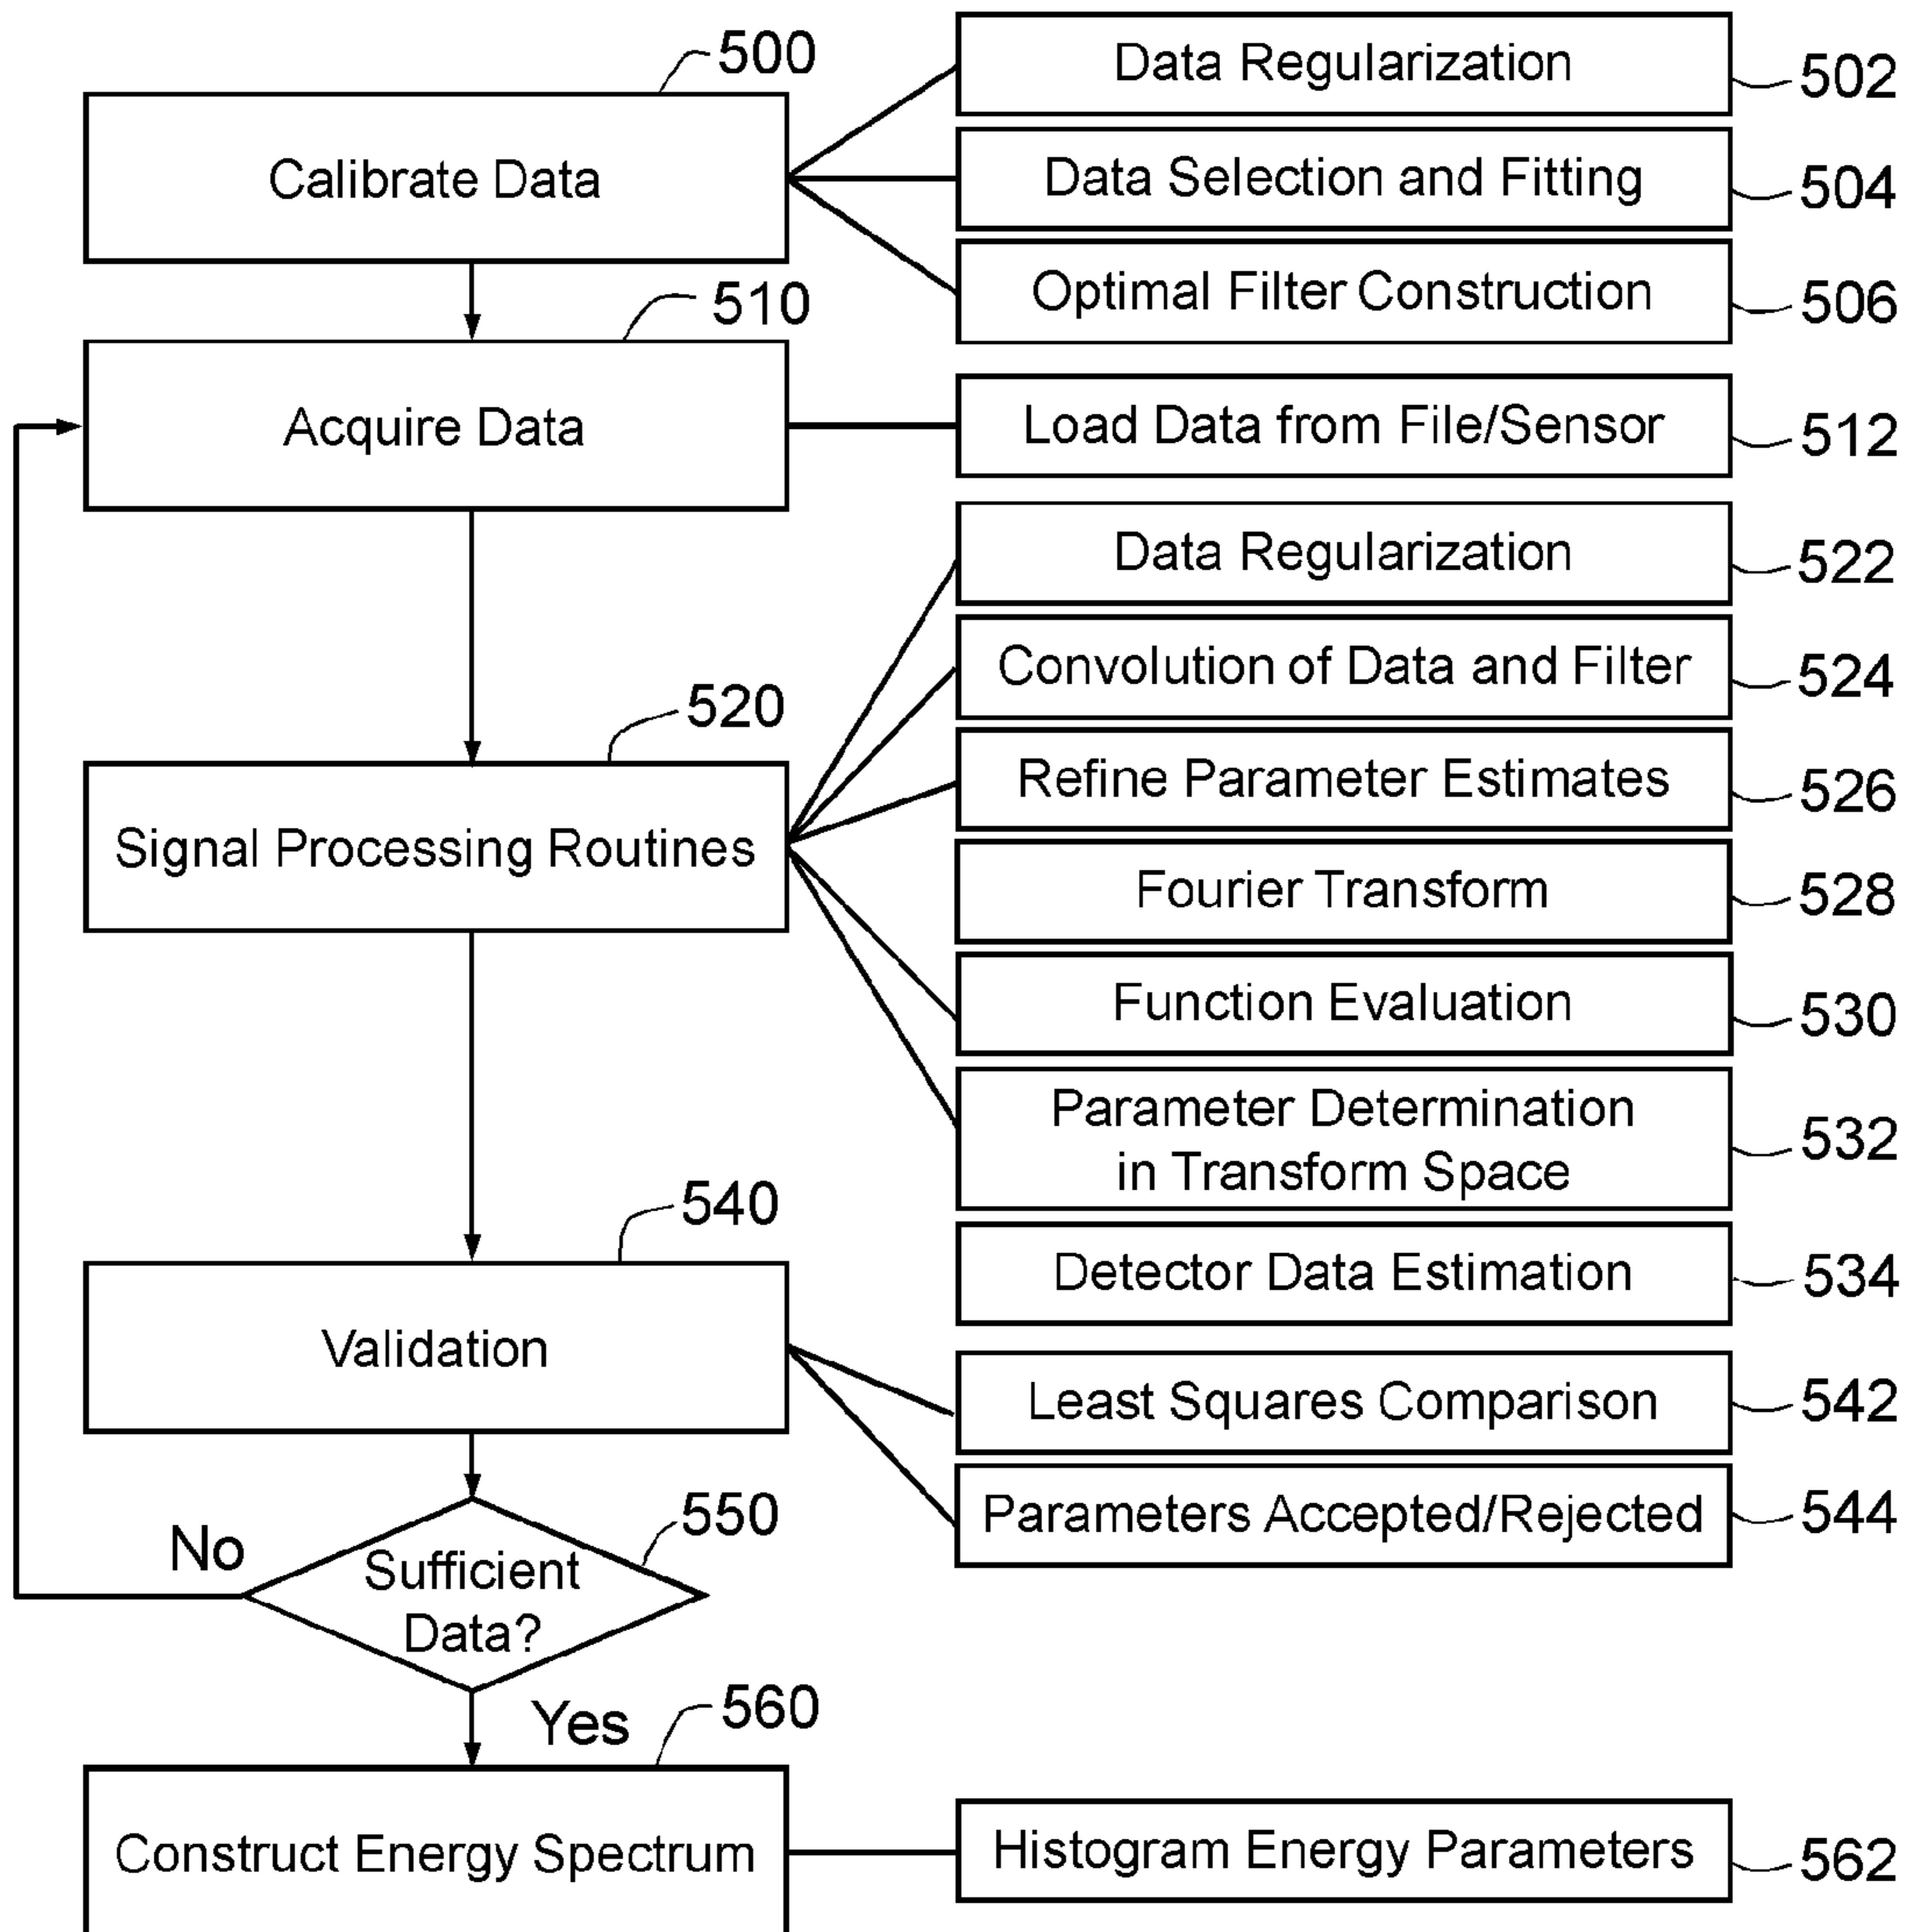 500
Calibrate Data
Data Regularization
502
Data Selection and Fitting
504
Optimal Filter Construction
506
510
Acquire Data
Load Data from File/Sensor
512
520
Signal Processing Routines
Data Regularization
522
Convolution of Data and Filter
524
Refine Parameter Estimates
526
Fourier Transform
528
Function Evaluation
530
Parameter Determination
in Transform Space
532
Detector Data Estimation
534
540
Validation
Least Squares Comparison
542
Parameters Accepted/Rejected
544
550
Sufficient
Data?
No
Yes
560
Construct Energy Spectrum
Histogram Energy Parameters
562